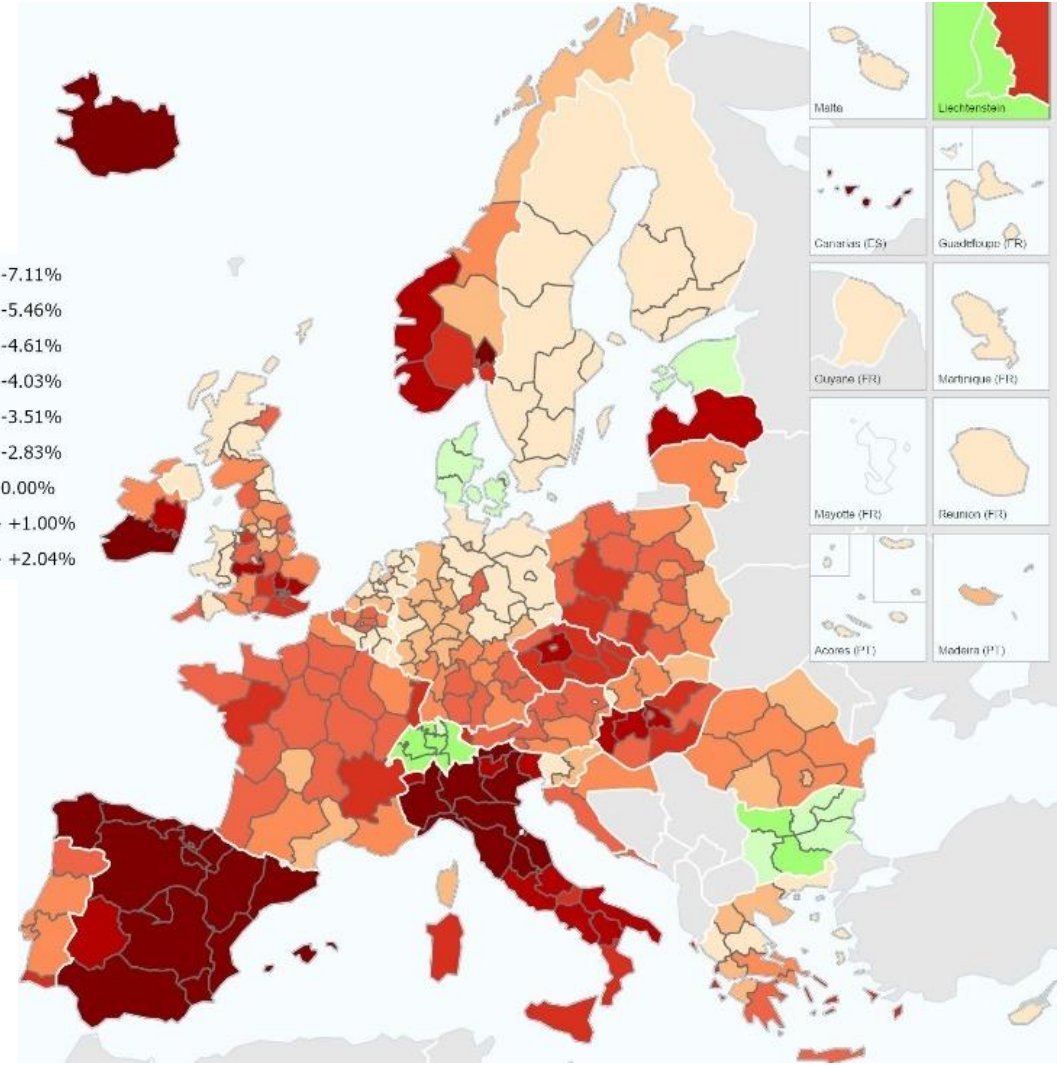 -7.11%
-5.46%
-4.61%
-4.03%
-3.51%
-2.83%
0.00%
+1.00%
+2.04%
Malta
Liechtenstein
Canarias (ES)
Guadeloupe (FR)
Guyane (FR)
Martinique (FR)
Mayotte (FR)
Reunion (FR)
Acores (PT)
Madeira (PT)